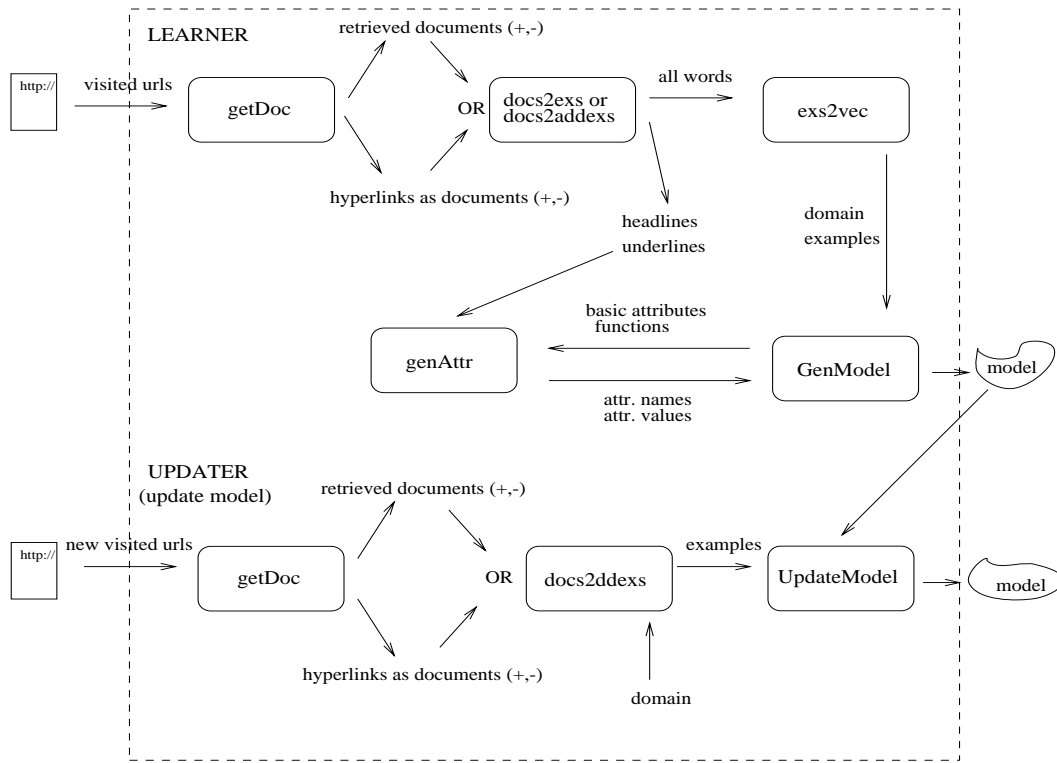 LEARNER
retrieved documents (+,-)
http://
visited urls
getDoc
OR
docs2exs or
docs2addexs
all words
exs2vec
hyperlinks as documents (+,-)
headlines
underlines
domain
examples
basic attributes
functions
genAttr
GenModel
model
attr. names
attr. values
UPDATER
(update model)
retrieved documents (+,-)
http://
new visited urls
getDoc
OR
docs2ddexs
examples
UpdateModel
model
hyperlinks as documents (+,-)
domain